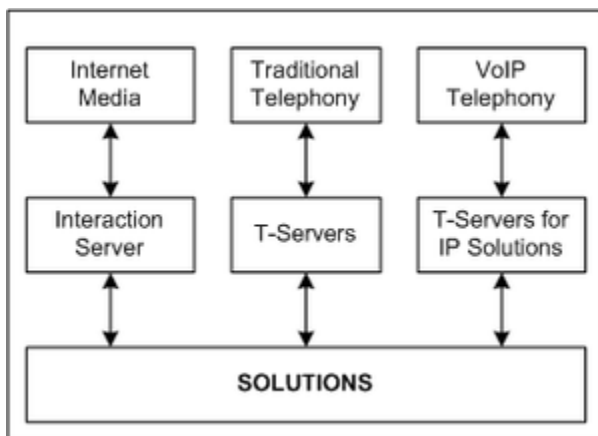 Internet
Media
Traditional
Telephony
VoIP
Telephony
Interaction
Server
T-Servers
T-Servers for
IP Solutions
SOLUTIONS